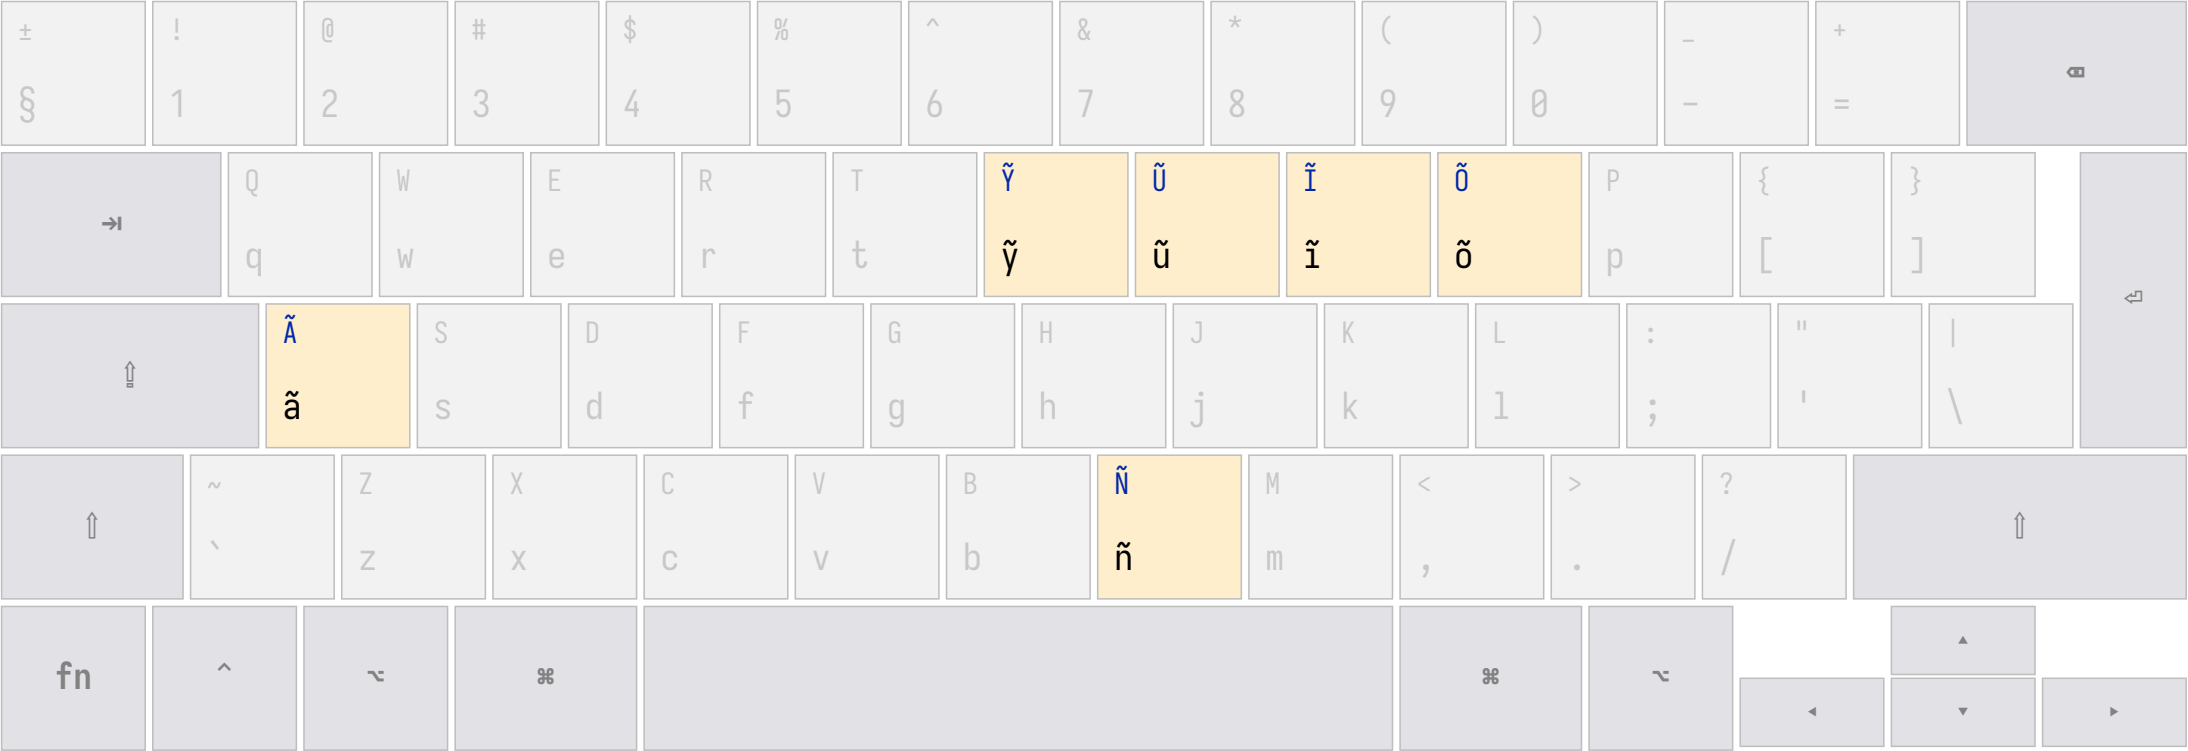 ± ! @ # $ % ^ & * ( ) _ +
§ 1 2 3 4 5 6 7 8 9 0 - = ⌫
Q W E R T Ỹ Ũ Ĩ Õ P { }
⇥ q w e r t ỹ ũ ĩ õ p [ ] ⏎
Ã S D F G H J K L : " |
⇪ ã s d f g h j k l ; ' \
~ Z X C V B Ñ M < > ?
⇧ ` z x c v b ñ m , . / ⇧
fn ^ ⌥ ⌘ ⌘ ⌥ ◂ ▴ ▾ ▸